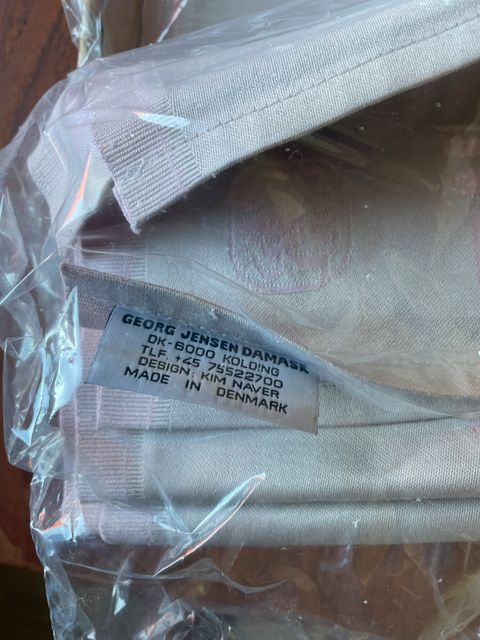 GEORG JENSEN DAMASK
DK-6000 KOLDING
TLF. +45 75522700
DESIGN: KIM NAVER
MADE IN DENMARK